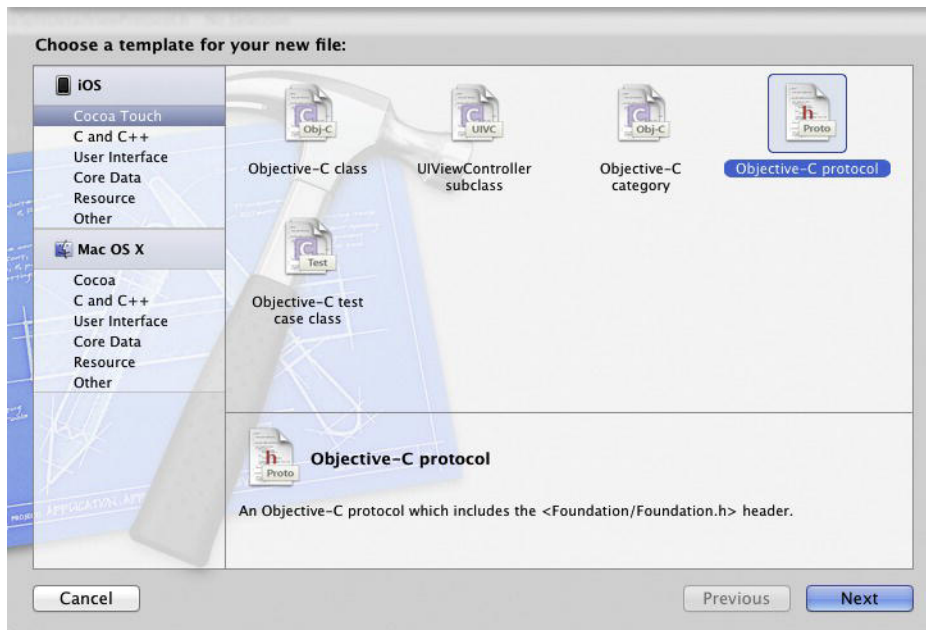 Choose a template for your new file:
iOS
Cocoa Touch
C and C++
User Interface
Core Data
Resource
Other
Mac OS X
Cocoa
C and C++
User Interface
Core Data
Resource
Other
Obj-C
UIVC
Obj-C
h
Proto
Objective-C class
UIViewController
subclass
Objective-C
category
Objective-C protocol
C
Test
Objective-C test
case class
h
Proto
Objective-C protocol
An Objective-C protocol which includes the <Foundation/Foundation.h> header.
Cancel
Previous
Next